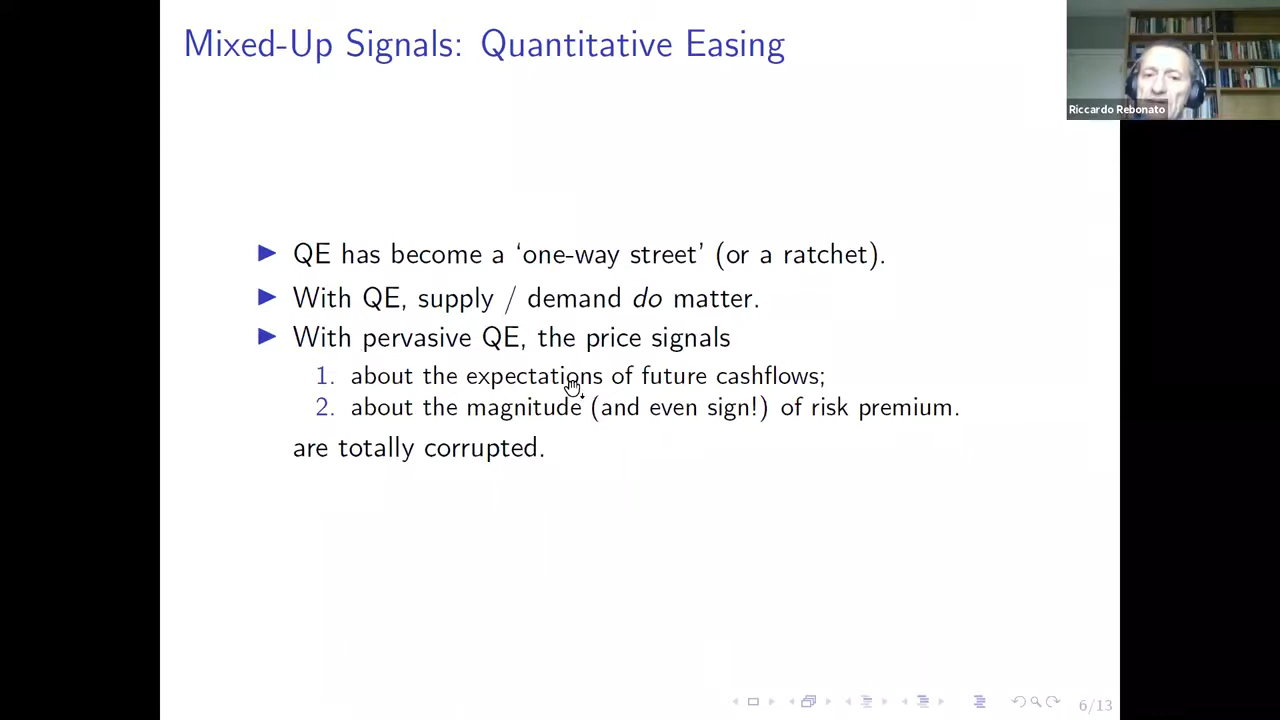 Mixed-Up Signals: Quantitative Easing
Riccardo Rebonato
QE has become a ‘one-way street’ (or a ratchet).
With QE, supply / demand do matter.
With pervasive QE, the price signals
1. about the expectations of future cashflows;
2. about the magnitude (and even sign!) of risk premium.
are totally corrupted.
6/13